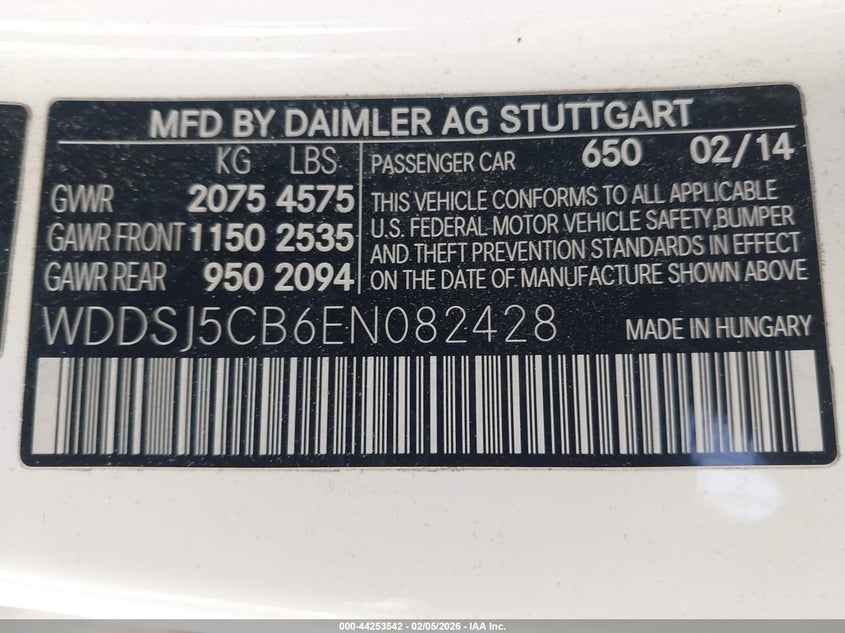 MFD BY DAIMLER AG STUTTGART
KG LBS
GVWR 2075 4575
GAWR FRONT 1150 2535
GAWR REAR 950 2094
PASSENGER CAR 650 02/14
THIS VEHICLE CONFORMS TO ALL APPLICABLE
U.S. FEDERAL MOTOR VEHICLE SAFETY,BUMPER
AND THEFT PREVENTION STANDARDS IN EFFECT
ON THE DATE OF MANUFACTURE SHOWN ABOVE
WDDSJ5CB6EN082428 MADE IN HUNGARY
000-44253542 - 02/05/2026 - IAA Inc.